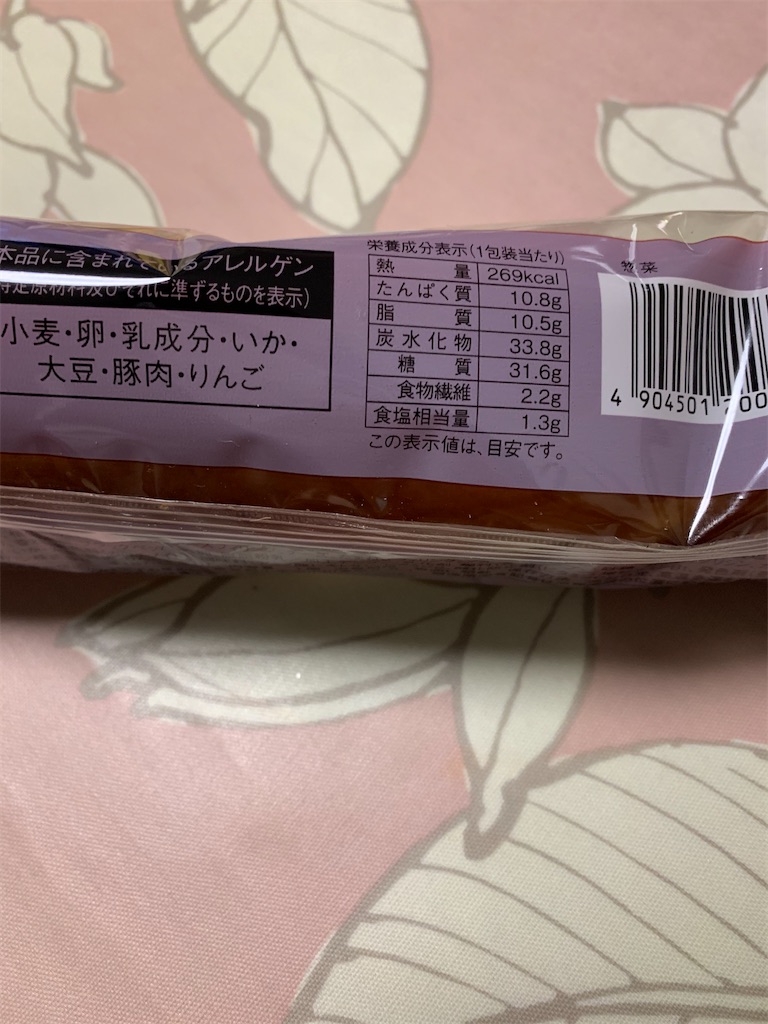 本品に含まれているアレルゲン
特定原材料及びそれに準ずるものを表示)
小麦・卵・乳成分・いか・
大豆・豚肉・りんご
栄養成分表示(1包装当たり)
熱量 269kcal
たんぱく質 10.8g
脂質 10.5g
炭水化物 33.8g
糖質 31.6g
食物繊維 2.2g
食塩相当量 1.3g
この表示値は、目安です。
惣菜
4 904501 200